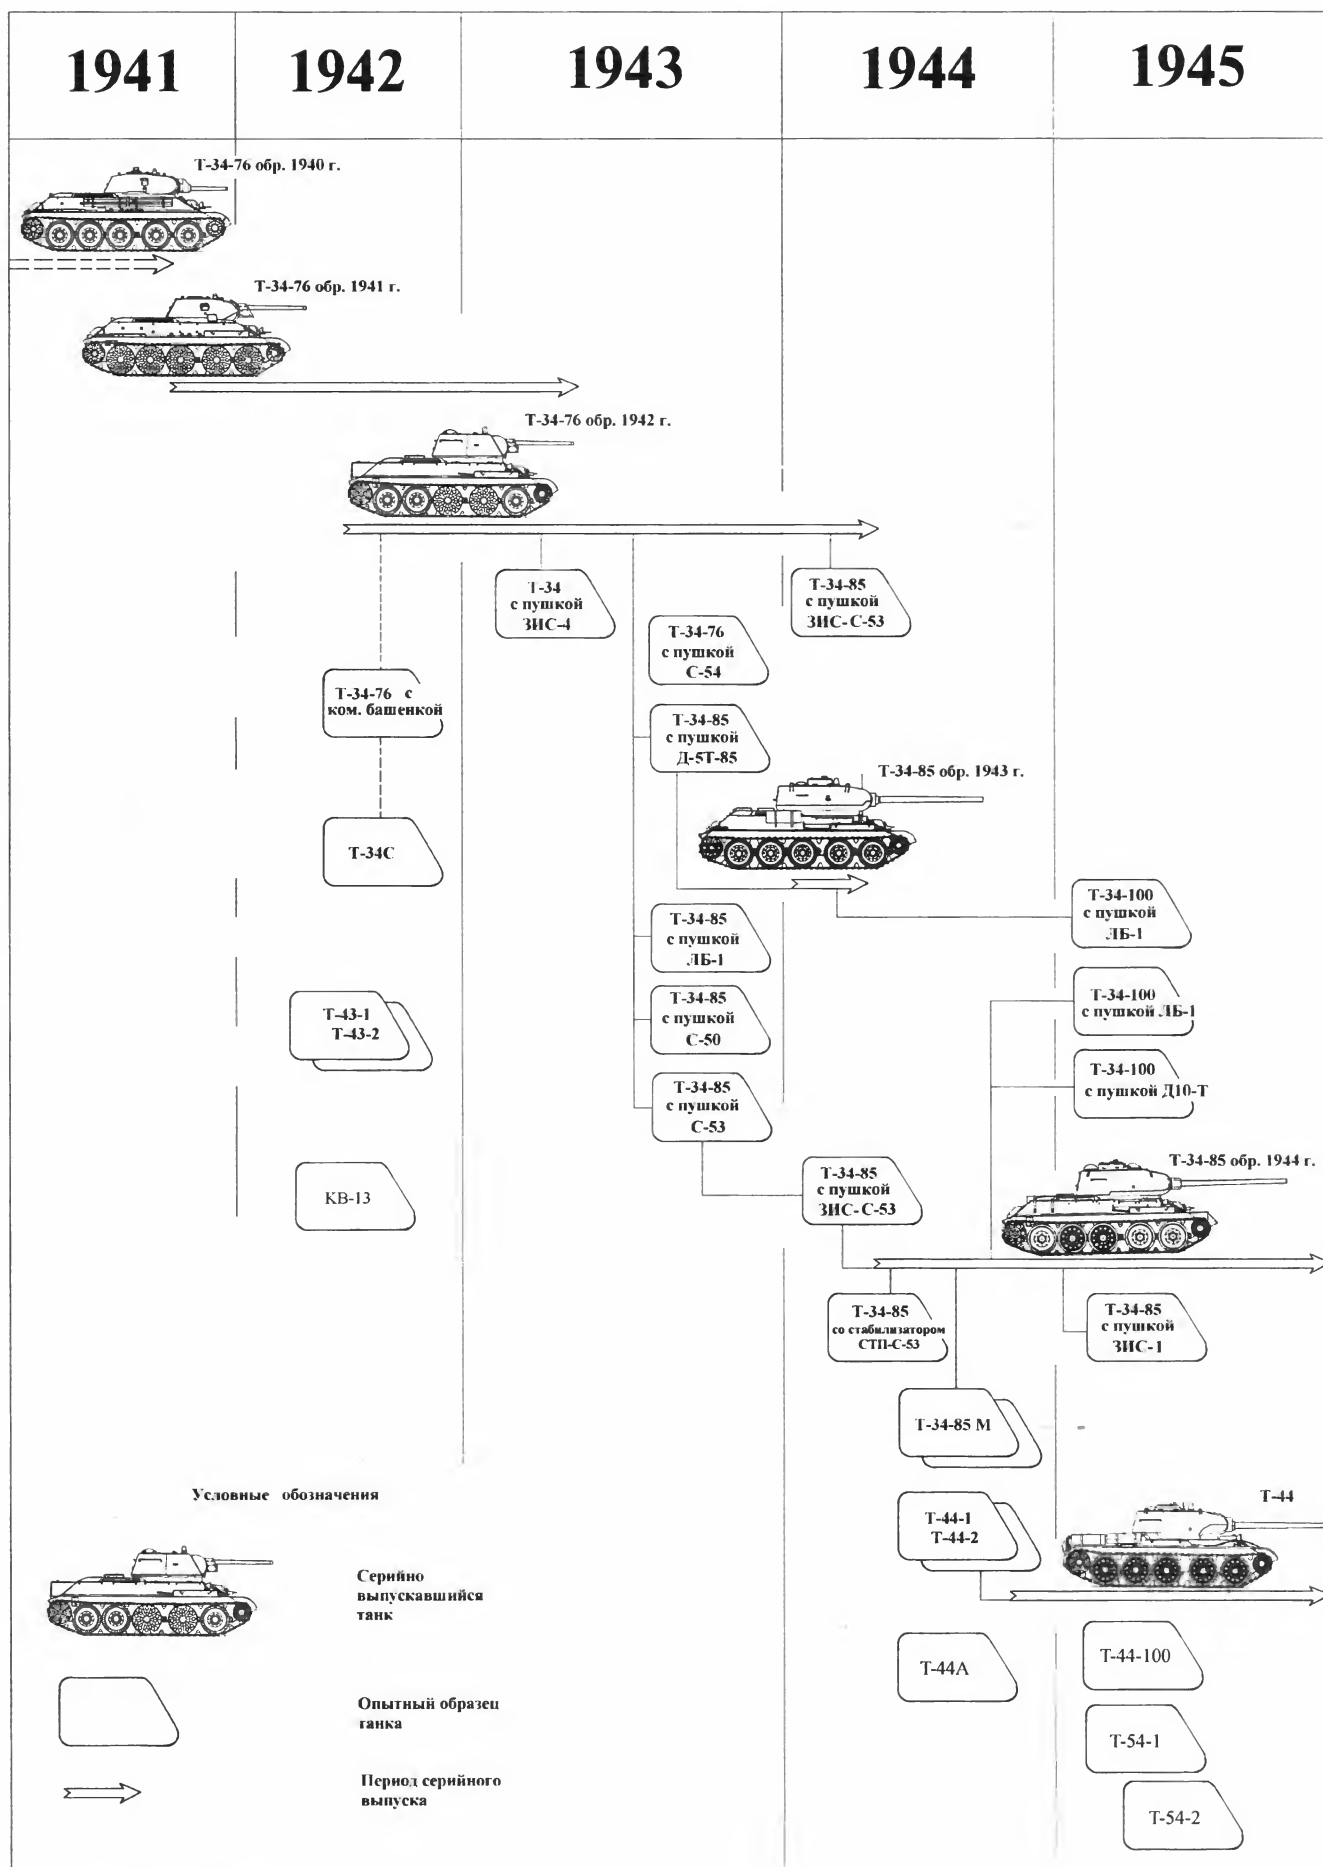 1941
1942
1943
1944
1945
Т-34-76 обр. 1940 г.
Т-34-76 обр. 1941 г.
Т-34-76 обр. 1942 г.
Т-34
с пушкой
ЗИС-4
Т-34-85
с пушкой
ЗИС- С-53
Т-34-76
с пушкой
С-54
Т-34-76 с
ком. башенкой
Т-34-85
с пушкой
Д-5Т-85
Т-34-85 обр. 1943 г.
Т-34С
Т-34-100
с пушкой
ЛБ-1
Т-34-85
с пушкой
ЛБ-1
Т-34-100
с пушкой ЛБ-1
Т-43-1
Т-43-2
Т-34-85
с пушкой
С-50
Т-34-100
с пушкой Д10-Т
Т-34-85
с пушкой
С-53
Т-34-85 обр. 1944 г.
КВ-13
Т-34-85
с пушкой
ЗИС- С-53
Т-34-85
со стабилизатором
СТП-С-53
Т-34-85
с пушкой
ЗИС-1
Т-34-85 М
Условные обозначения
Т-44
Т-44-1
Т-44-2
Серийно
выпускавшийся
танк
Т-44А
Т-44-100
Опытный образец
танка
Т-54-1
Период серийного
выпуска
Т-54-2